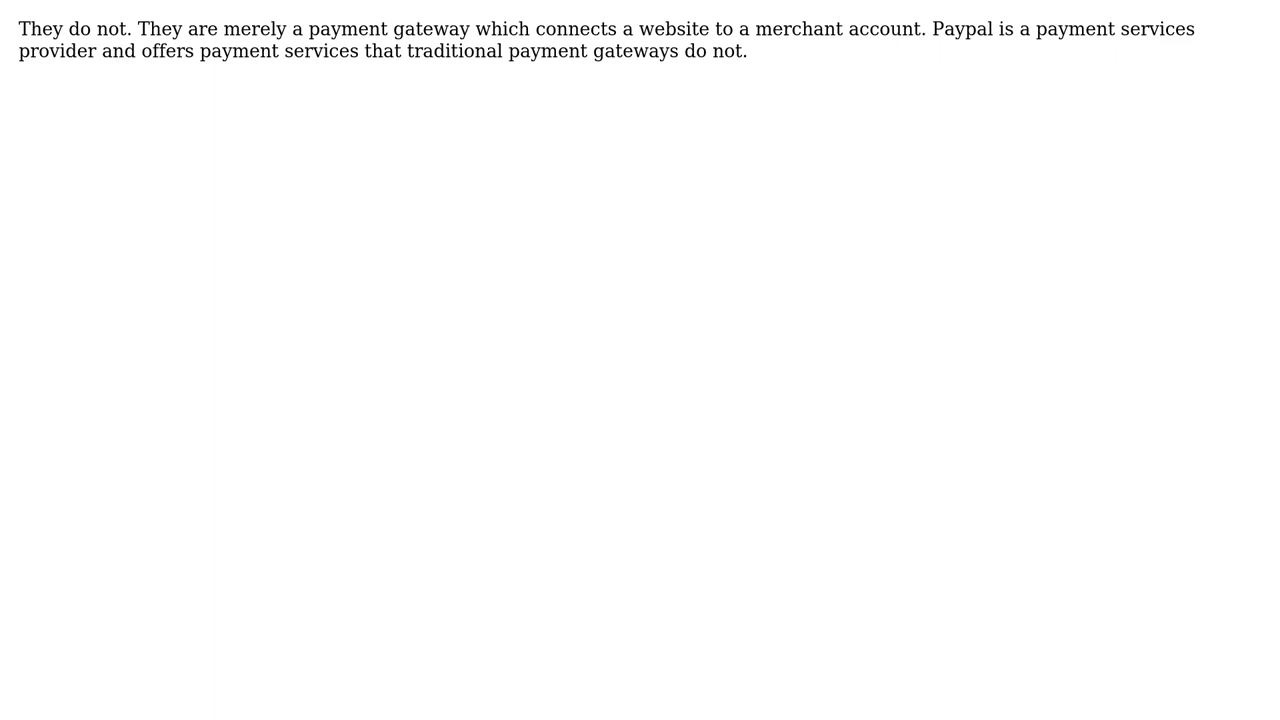 They do not. They are merely a payment gateway which connects a website to a merchant account. Paypal is a payment services
provider and offers payment services that traditional payment gateways do not.